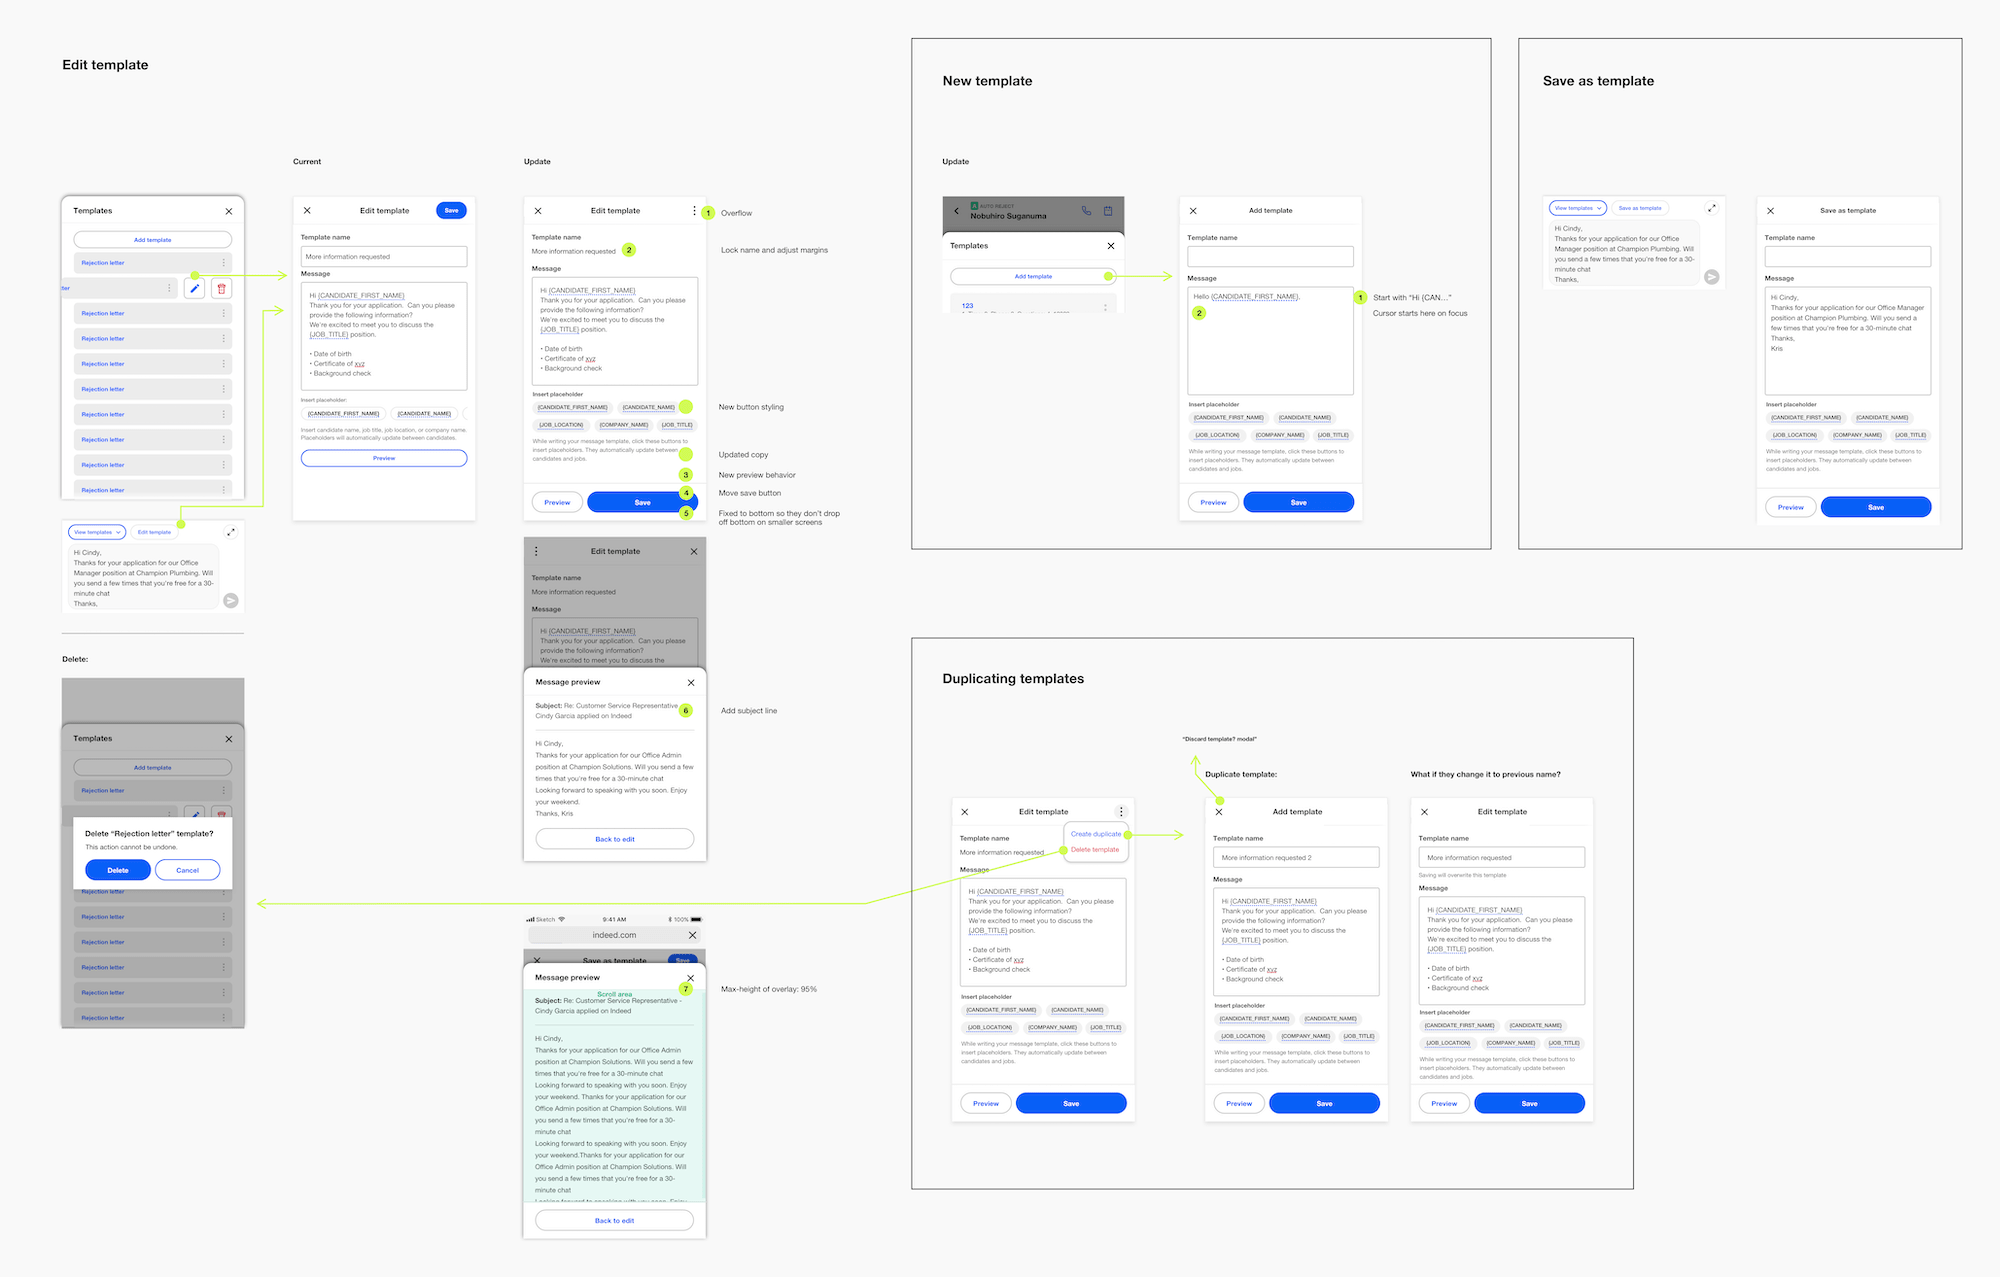 Edit template
Current
Update
Templates
Add template
Rejection letter
tter
Rejection letter
Rejection letter
Rejection letter
Rejection letter
Rejection letter
Rejection letter
Rejection letter
Rejection letter
View templates
Edit template
Hi Cindy,
Thanks for your application for our Office
Manager position at Champion Plumbing. Will
you send a few times that you're free for a 30-
minute chat
Thanks,
Delete:
Templates
Add template
Rejection letter
Delete “Rejection letter” template?
This action cannot be undone.
Delete
Cancel
Rejection letter
Rejection letter
Rejection letter
Rejection letter
Rejection letter
Rejection letter
Edit template
Save
Template name
More information requested
Message
Hi {CANDIDATE_FIRST_NAME}
Thank you for your application. Can you please
provide the following information?
We're excited to meet you to discuss the
{JOB_TITLE} position.
• Date of birth
• Certificate of xyz
• Background check
Insert placeholder:
{CANDIDATE_FIRST_NAME}
{CANDIDATE_NAME}
Insert candidate name, job title, job location, or company name.
Placeholders will automatically update between candidates.
Preview
Edit template
1
Overflow
Template name
More information requested
2
Lock name and adjust margins
Message
Hi {CANDIDATE_FIRST_NAME}
Thank you for your application. Can you please
provide the following information?
We're excited to meet you to discuss the
{JOB_TITLE} position.
• Date of birth
• Certificate of xyz
• Background check
Insert placeholder
{CANDIDATE_FIRST_NAME}
{CANDIDATE_NAME}
New button styling
{JOB_LOCATION}
{COMPANY_NAME}
{JOB_TITLE}
While writing your message template, click these buttons to
insert placeholders. They automatically update between
candidates and jobs.
Updated copy
3
New preview behavior
4
Move save button
Preview
Save
5
Fixed to bottom so they don't drop
off bottom on smaller screens
Edit template
Template name
More information requested
Message
Hi {CANDIDATE_FIRST_NAME}
Thank you for your application. Can you please
provide the following information?
We're excited to meet you to discuss the
Message preview
Subject: Re: Customer Service Representative
Cindy Garcia applied on Indeed
6
Add subject line
Hi Cindy,
Thanks for your application for our Office Admin
position at Champion Solutions. Will you send a few
times that you're free for a 30-minute chat
Looking forward to speaking with you soon. Enjoy
your weekend.
Thanks, Kris
Back to edit
Sketch
9:41 AM
100%
indeed.com
Save as template
Save
Message preview
7
Max-height of overlay: 95%
Scroll area
Subject: Re: Customer Service Representative -
Cindy Garcia applied on Indeed
Hi Cindy,
Thanks for your application for our Office Admin
position at Champion Solutions. Will you send a few
times that you're free for a 30-minute chat
Looking forward to speaking with you soon. Enjoy
your weekend. Thanks for your application for our
Office Admin position at Champion Solutions. Will
you send a few times that you're free for a 30-
minute chat
Looking forward to speaking with you soon. Enjoy
your weekend.Thanks for your application for our
Office Admin position at Champion Solutions. Will
you send a few times that you're free for a 30-
minute chat
Looking forward to speaking with you soon. Enjoy
Back to edit
New template
Update
AUTO REJECT
Nobuhiro Suganuma
Templates
Add template
123
Add template
Template name
Message
Hello {CANDIDATE_FIRST_NAME},
1
Start with “Hi {CAN...”
2
Cursor starts here on focus
Insert placeholder
{CANDIDATE_FIRST_NAME}
{CANDIDATE_NAME}
{JOB_LOCATION}
{COMPANY_NAME}
{JOB_TITLE}
While writing your message template, click these buttons to
insert placeholders. They automatically update between
candidates and jobs.
Preview
Save
Save as template
View templates
Save as template
Hi Cindy,
Thanks for your application for our Office
Manager position at Champion Plumbing. Will
you send a few times that you're free for a 30-
minute chat
Thanks,
Save as template
Template name
Message
Hi Cindy,
Thanks for your application for our Office Manager
position at Champion Plumbing. Will you send a
few times that you're free for a 30-minute chat
Thanks,
Kris
Insert placeholder
{CANDIDATE_FIRST_NAME}
{CANDIDATE_NAME}
{JOB_LOCATION}
{COMPANY_NAME}
{JOB_TITLE}
While writing your message template, click these buttons to
insert placeholders. They automatically update between
candidates and jobs.
Preview
Save
Duplicating templates
“Discard template? modal”
Duplicate template:
What if they change it to previous name?
Edit template
Create duplicate
Delete template
Template name
More information requested
Message
Hi {CANDIDATE_FIRST_NAME}
Thank you for your application. Can you please
provide the following information?
We're excited to meet you to discuss the
{JOB_TITLE} position.
• Date of birth
• Certificate of xyz
• Background check
Insert placeholder
{CANDIDATE_FIRST_NAME}
{CANDIDATE_NAME}
{JOB_LOCATION}
{COMPANY_NAME}
{JOB_TITLE}
While writing your message template, click these buttons to
insert placeholders. They automatically update between
candidates and jobs.
Preview
Save
Add template
Template name
More information requested 2
Message
Hi {CANDIDATE_FIRST_NAME}
Thank you for your application. Can you please
provide the following information?
We're excited to meet you to discuss the
{JOB_TITLE} position.
• Date of birth
• Certificate of xyz
• Background check
Insert placeholder
{CANDIDATE_FIRST_NAME}
{CANDIDATE_NAME}
{JOB_LOCATION}
{COMPANY_NAME}
{JOB_TITLE}
While writing your message template, click these buttons to
insert placeholders. They automatically update between
candidates and jobs.
Preview
Save
Edit template
Template name
More information requested
Saving will overwrite this template
Message
Hi {CANDIDATE_FIRST_NAME}
Thank you for your application. Can you please
provide the following information?
We're excited to meet you to discuss the
{JOB_TITLE} position.
• Date of birth
• Certificate of xyz
• Background check
Insert placeholder
{CANDIDATE_FIRST_NAME}
{CANDIDATE_NAME}
{JOB_LOCATION}
{COMPANY_NAME}
{JOB_TITLE}
While writing your message template, click these buttons to
insert placeholders. They automatically update between
candidates and jobs.
Preview
Save